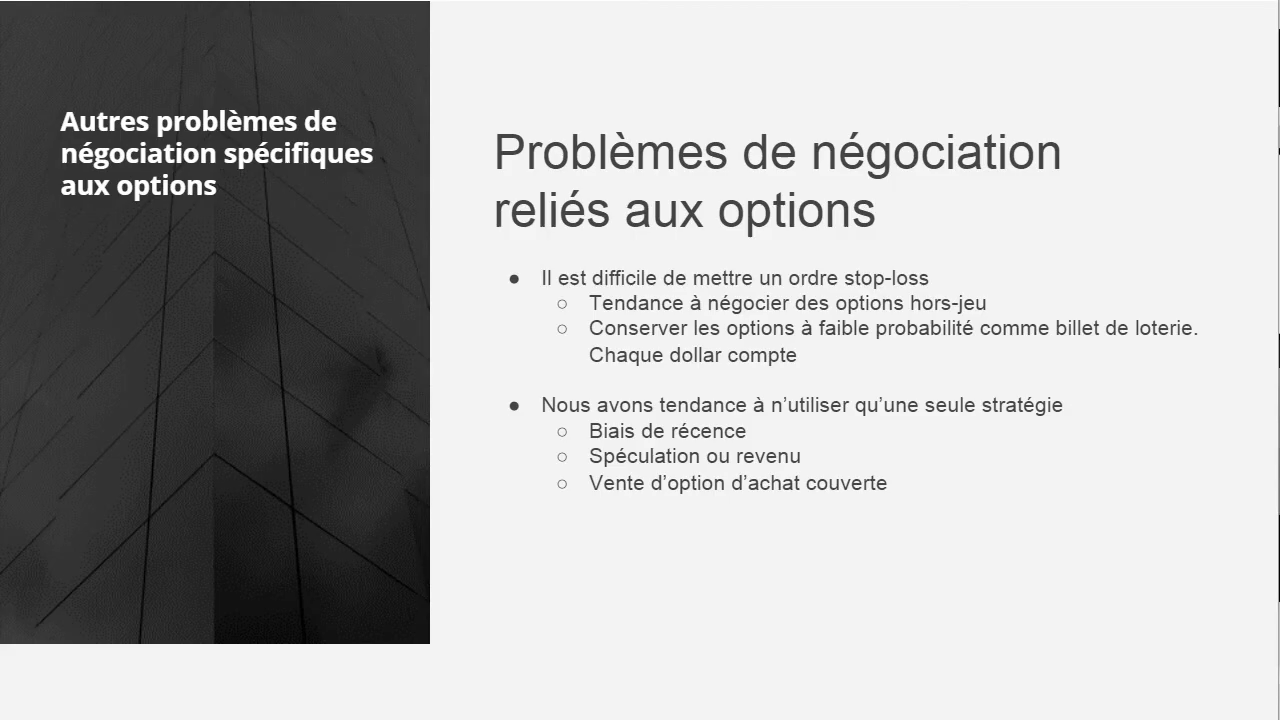 Autres problèmes de
négociation spécifiques
aux options
Problèmes de négociation
reliés aux options
● Il est difficile de mettre un ordre stop-loss
○ Tendance à négocier des options hors-jeu
○ Conserver les options à faible probabilité comme billet de loterie.
Chaque dollar compte
● Nous avons tendance à n’utiliser qu’une seule stratégie
○ Biais de récence
○ Spéculation ou revenu
○ Vente d’option d’achat couverte